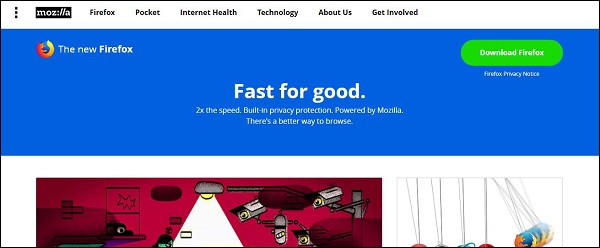 moz://a Firefox Pocket Internet Health Technology About Us Get Involved
The new Firefox
Download Firefox
Firefox Privacy Notice
Fast for good.
2x the speed. Built-in privacy protection. Powered by Mozilla.
There's a better way to browse.